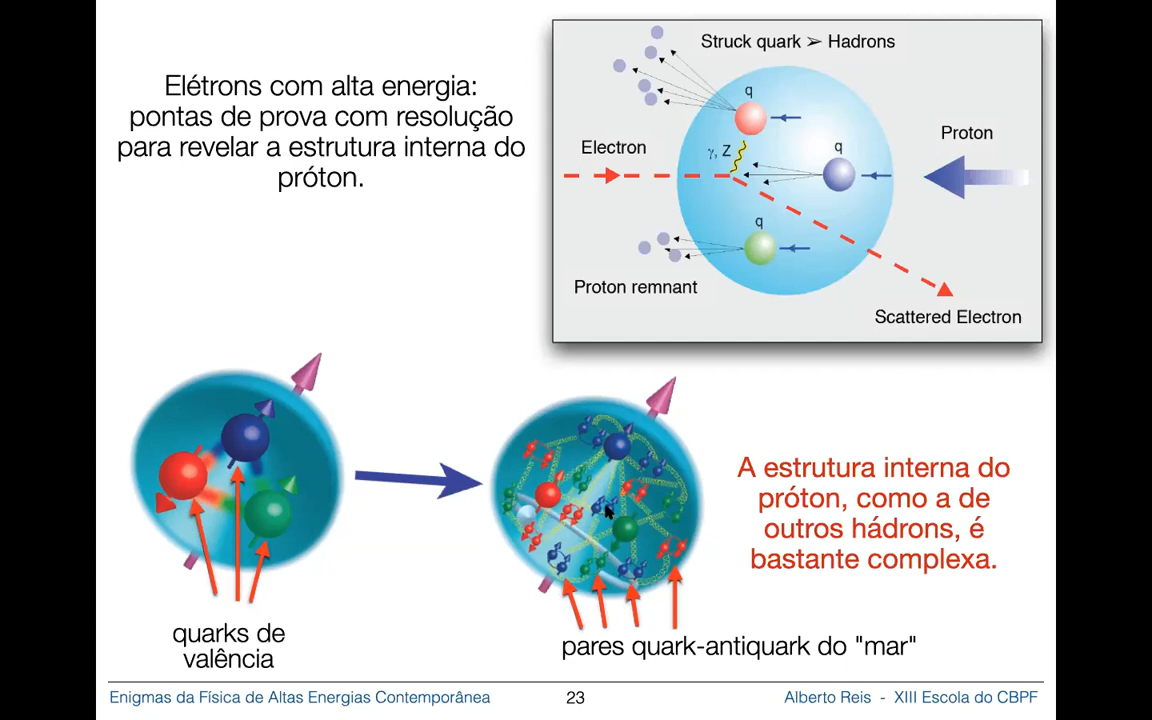 Elétrons com alta energia:
pontas de prova com resolução
para revelar a estrutura interna do
próton.
Struck quark ➢ Hadrons
q
Electron
γ, Z
q
Proton
q
Proton remnant
Scattered Electron
A estrutura interna do
próton, como a de
outros hádrons, é
bastante complexa.
quarks de
valência
pares quark-antiquark do "mar"
Enigmas da Física de Altas Energias Contemporânea
23
Alberto Reis - XIII Escola do CBPF